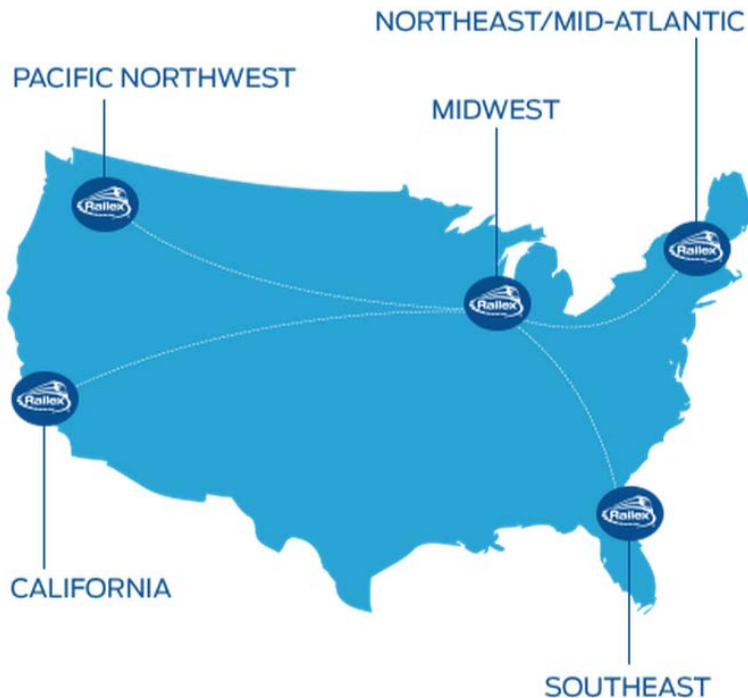 NORTHEAST/MID-ATLANTIC
PACIFIC NORTHWEST
MIDWEST
Railex
Railex
Railex
Railex
Railex
CALIFORNIA
SOUTHEAST